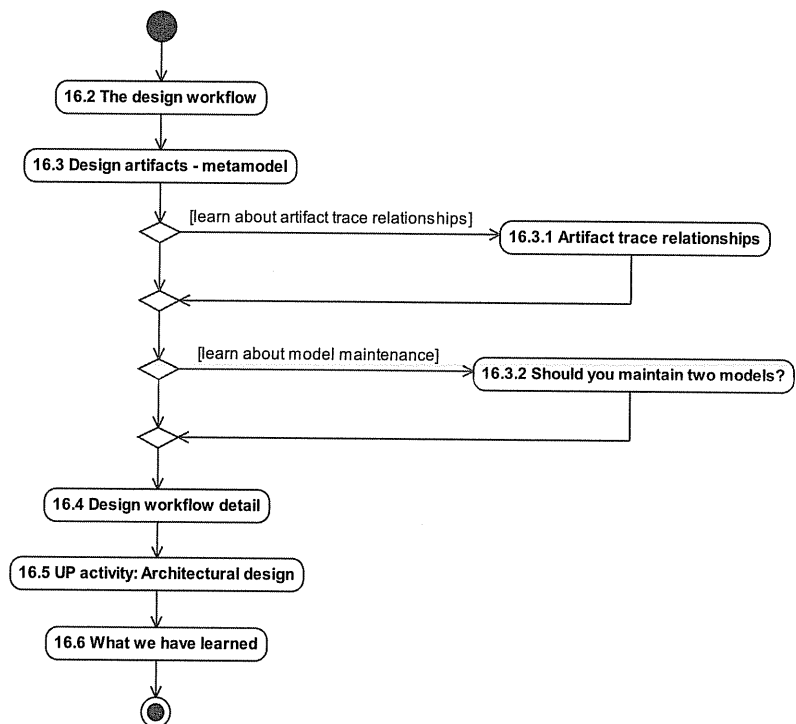 16.2 The design workflow
16.3 Design artifacts - metamodel
[learn about artifact trace relationships]
16.3.1 Artifact trace relationships
[learn about model maintenance]
16.3.2 Should you maintain two models?
16.4 Design workflow detail
16.5 UP activity: Architectural design
16.6 What we have learned